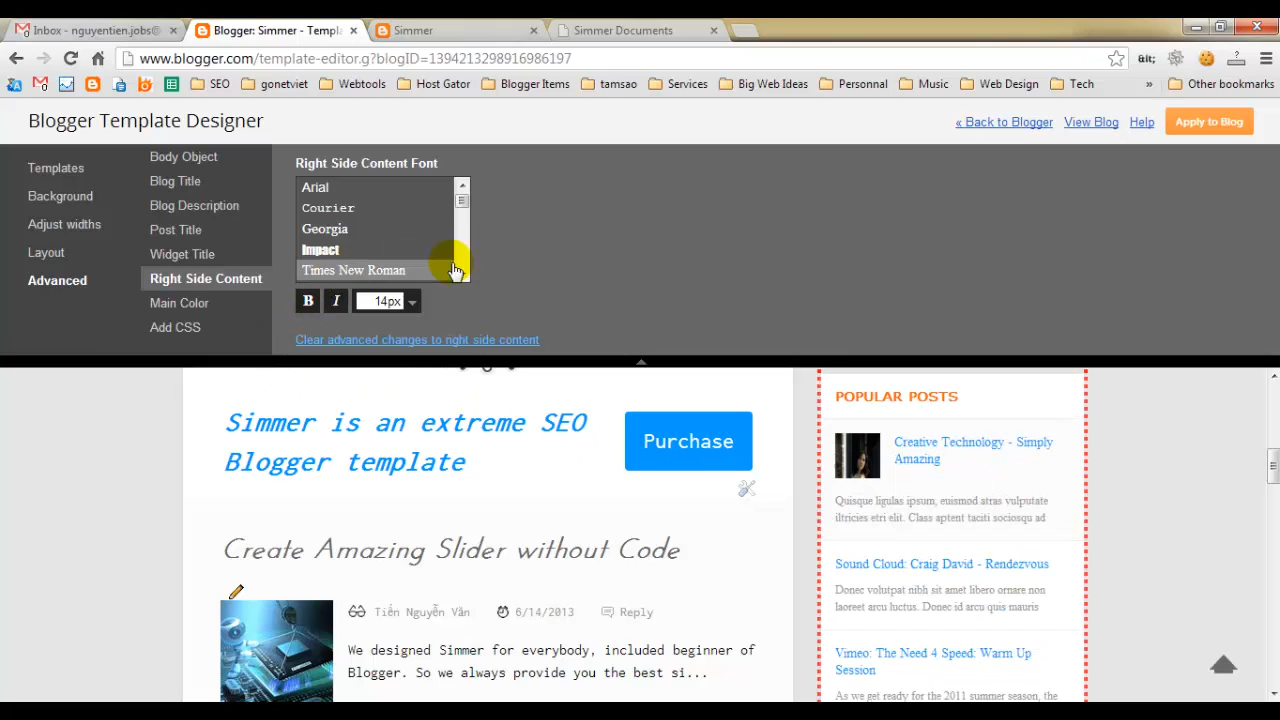 Inbox - nguyentien.jobs@
Blogger: Simmer - Templa
Simmer
Simmer Documents
www.blogger.com/template-editor.g?blogID=1394213298916986197
&lt;
SEO
gonetviet
Webtools
Host Gator
Blogger Items
tamsao
Services
Big Web Ideas
Personnal
Music
Web Design
Tech
»
Other bookmarks
Blogger Template Designer
« Back to Blogger
View Blog
Help
Apply to Blog
Templates
Background
Adjust widths
Layout
Advanced
Body Object
Blog Title
Blog Description
Post Title
Widget Title
Right Side Content
Main Color
Add CSS
Right Side Content Font
Arial
Courier
Georgia
Impact
Times New Roman
B I 14px
Clear advanced changes to right side content
Simmer is an extreme SEO
Blogger template
Purchase
Create Amazing Slider without Code
Tiến Nguyễn Văn
6/14/2013
Reply
We designed Simmer for everybody, included beginner of
Blogger. So we always provide you the best si...
POPULAR POSTS
Creative Technology - Simply
Amazing
Quisque ligulas ipsum, euismod atras vulputate
iltricies etri elit. Class aptent taciti sociosqu ad
Sound Cloud: Craig David - Rendezvous
Donec volutpat nibh sit amet libero ornare non
laoreet arcu luctus. Donec id arcu quis mauris
Vimeo: The Need 4 Speed: Warm Up
Session
As we get ready for the 2011 summer season, the